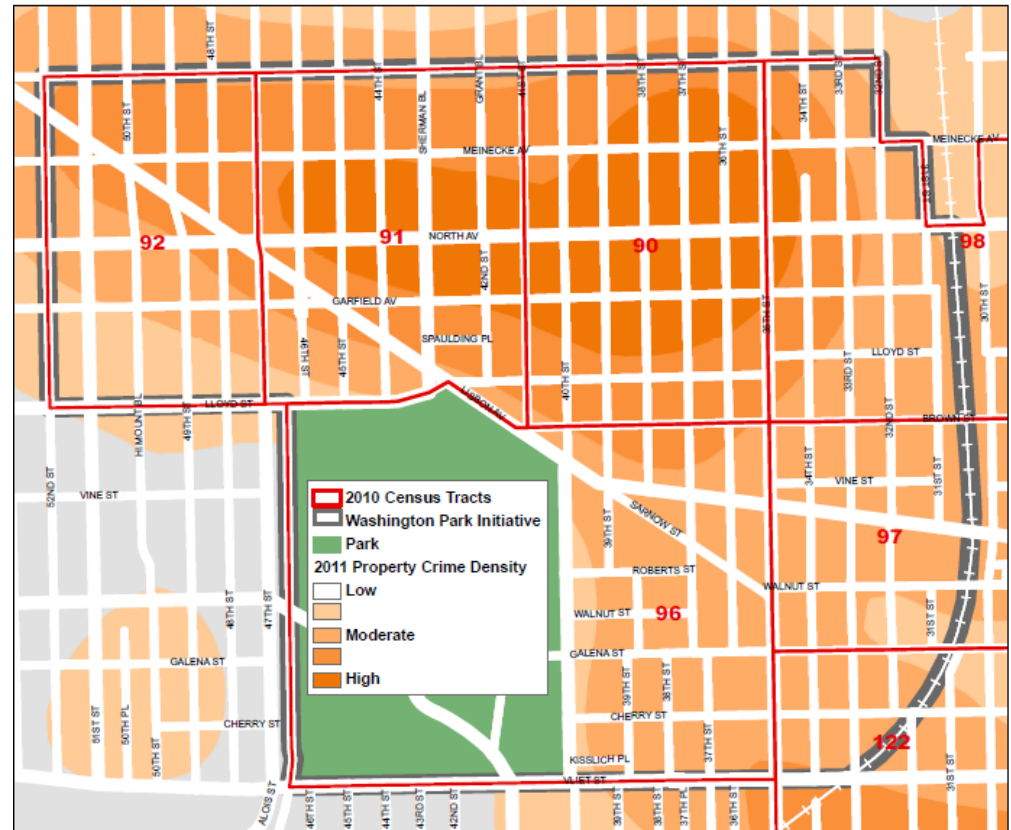 48TH ST
50TH ST
44TH ST
SHERMAN BL
GRANT BL
41ST ST
38TH ST
37TH ST
36TH ST
34TH ST
33RD ST
32ND ST
MEINECKE AV
MEINECKE AV
31ST ST
92
91
NORTH AV
90
98
42ND ST
GARFIELD AV
35TH ST
30TH ST
SPAULDING PL
46TH ST
45TH ST
40TH ST
33RD ST
LLOYD ST
LISBON AV
LLOYD ST
BROWN ST
HI MOUNT BL
49TH ST
32ND ST
52ND ST
VINE ST
34TH ST
VINE ST
31ST ST
2010 Census Tracts
Washington Park Initiative
Park
2011 Property Crime Density
Low
Moderate
High
SARNOW ST
39TH ST
97
ROBERTS ST
WALNUT ST
WALNUT ST
96
48TH ST
47TH ST
31ST ST
GALENA ST
GALENA ST
39TH ST
38TH ST
CHERRY ST
CHERRY ST
51ST ST
50TH PL
50TH ST
37TH ST
122
KISSLICH PL
VLIET ST
31ST ST
ALOIS ST
46TH ST
45TH ST
44TH ST
43RD ST
42ND ST
39TH ST
38TH ST
37TH PL
36TH ST